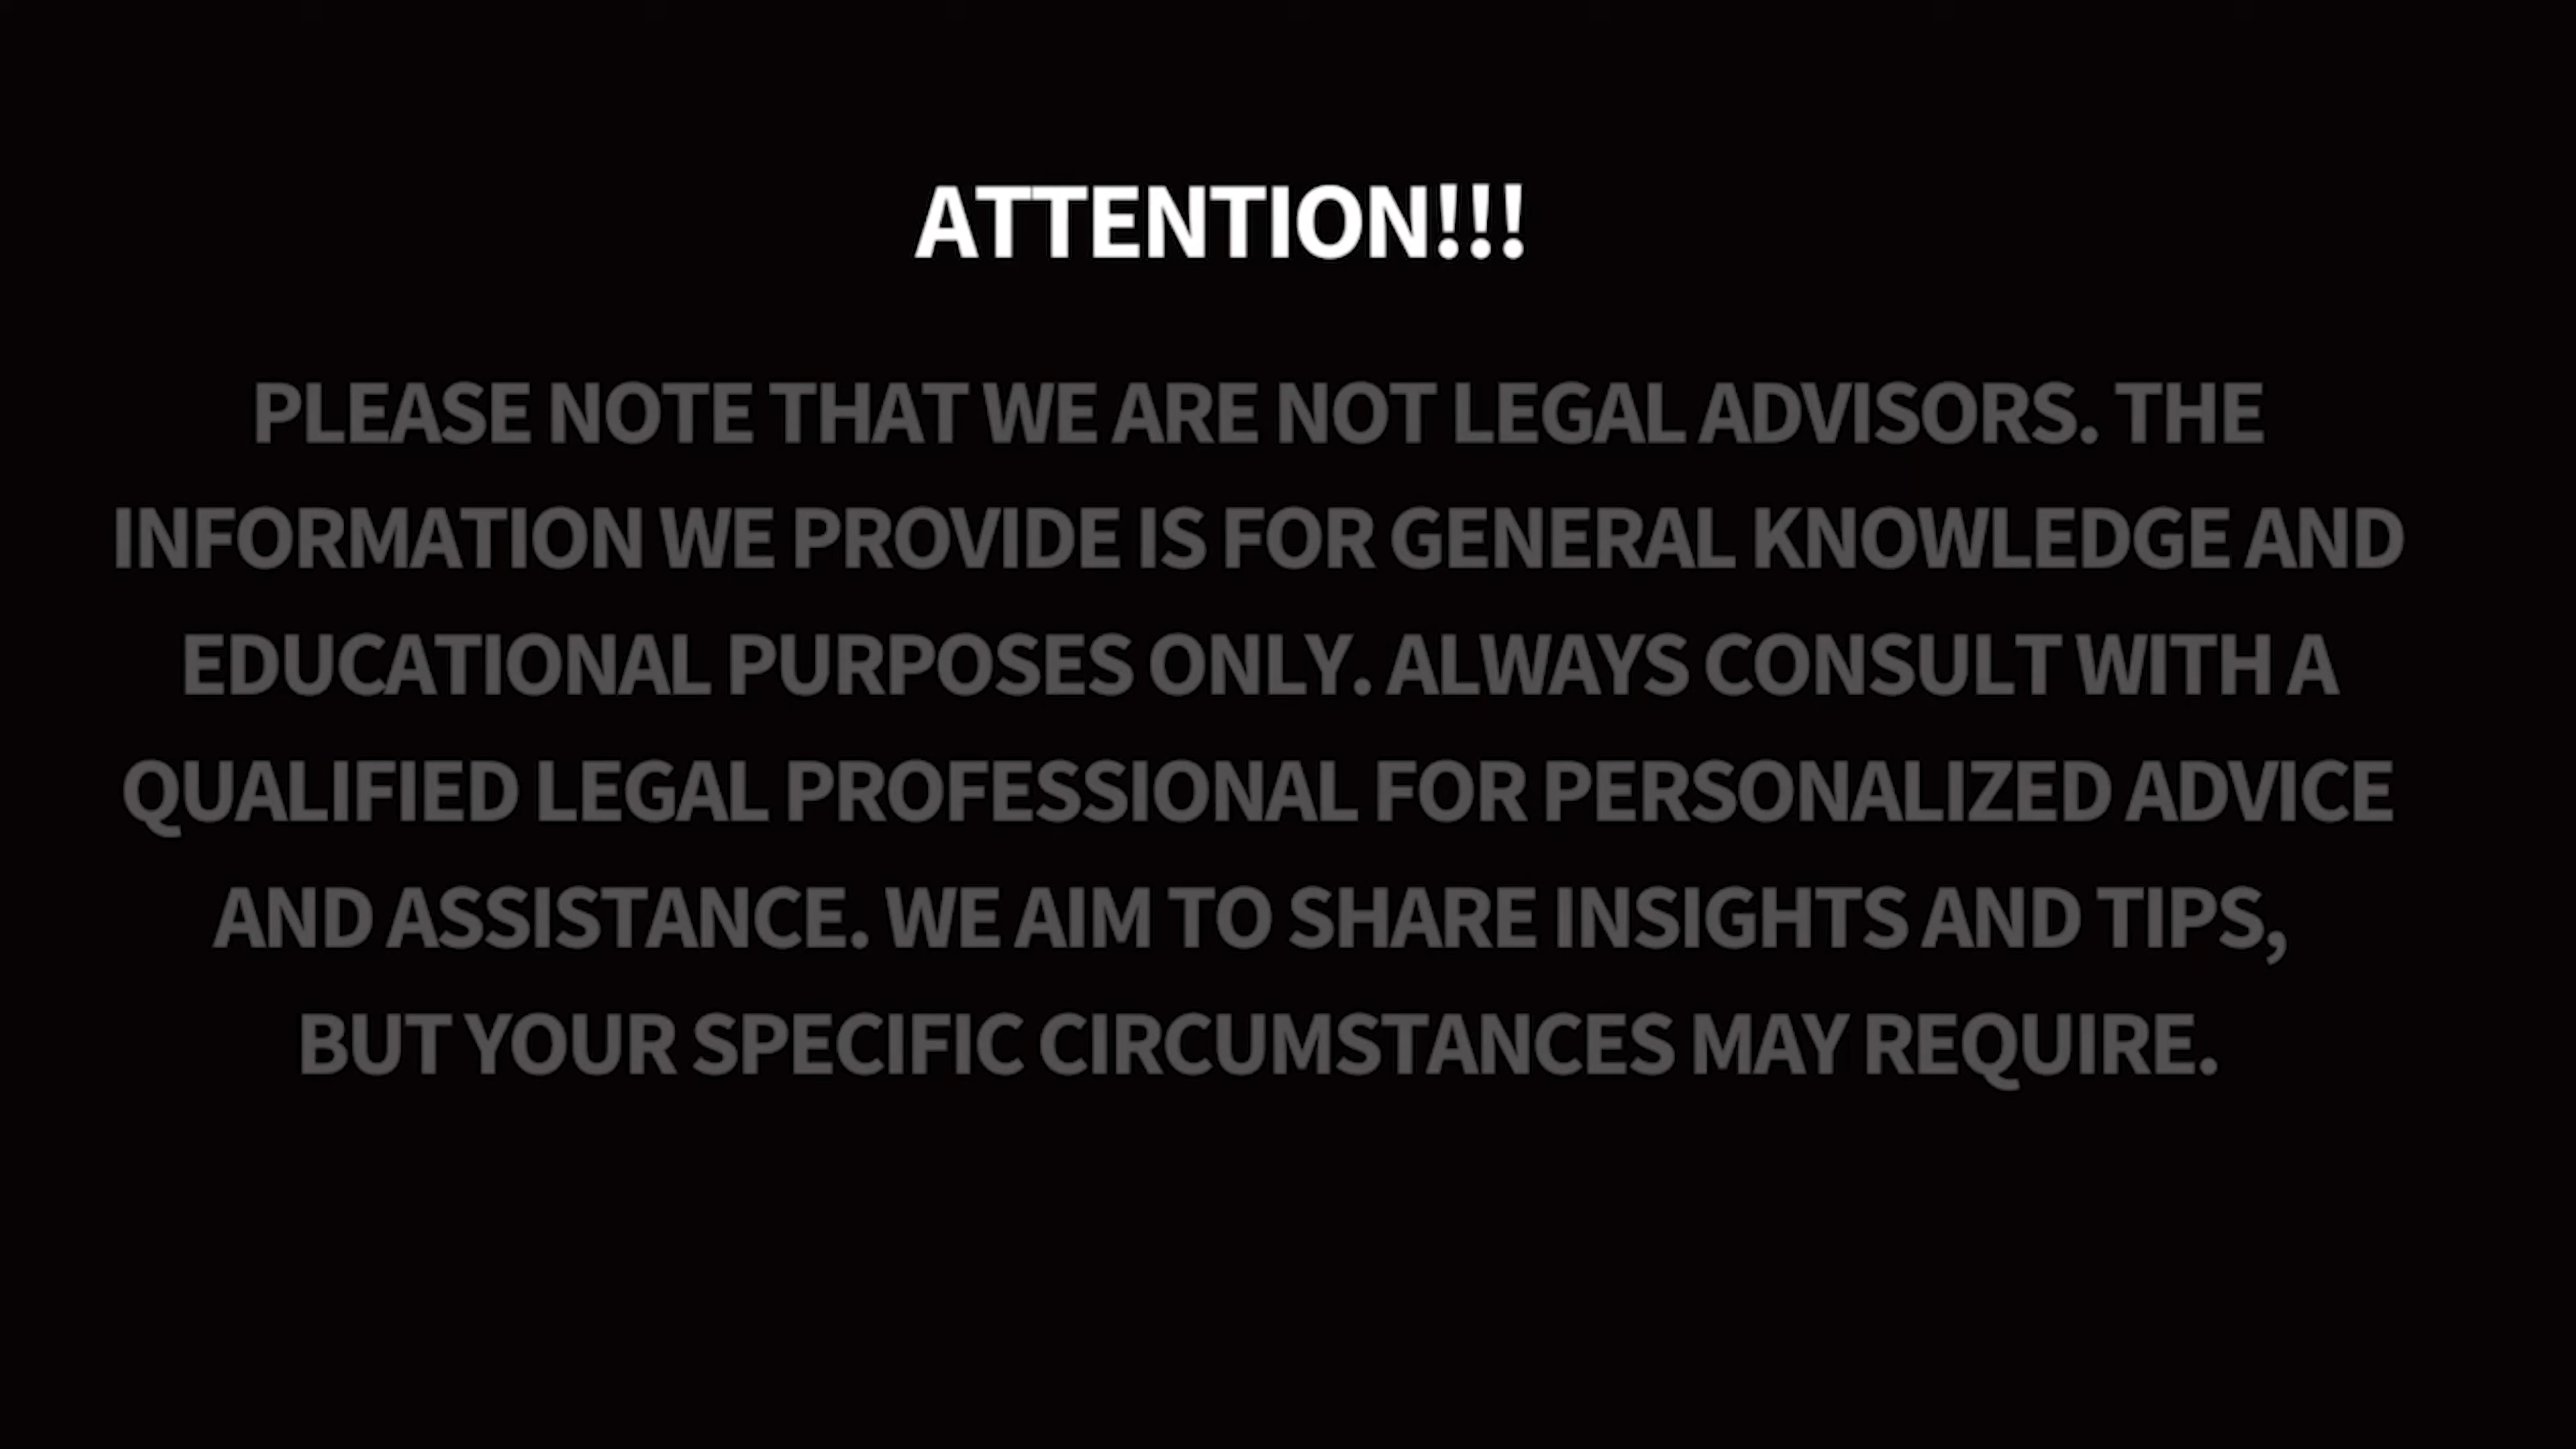 ATTENTION!!!
PLEASE NOTE THAT WE ARE NOT LEGAL ADVISORS. THE
INFORMATION WE PROVIDE IS FOR GENERAL KNOWLEDGE AND
EDUCATIONAL PURPOSES ONLY. ALWAYS CONSULT WITH A
QUALIFIED LEGAL PROFESSIONAL FOR PERSONALIZED ADVICE
AND ASSISTANCE. WE AIM TO SHARE INSIGHTS AND TIPS,
BUT YOUR SPECIFIC CIRCUMSTANCES MAY REQUIRE.